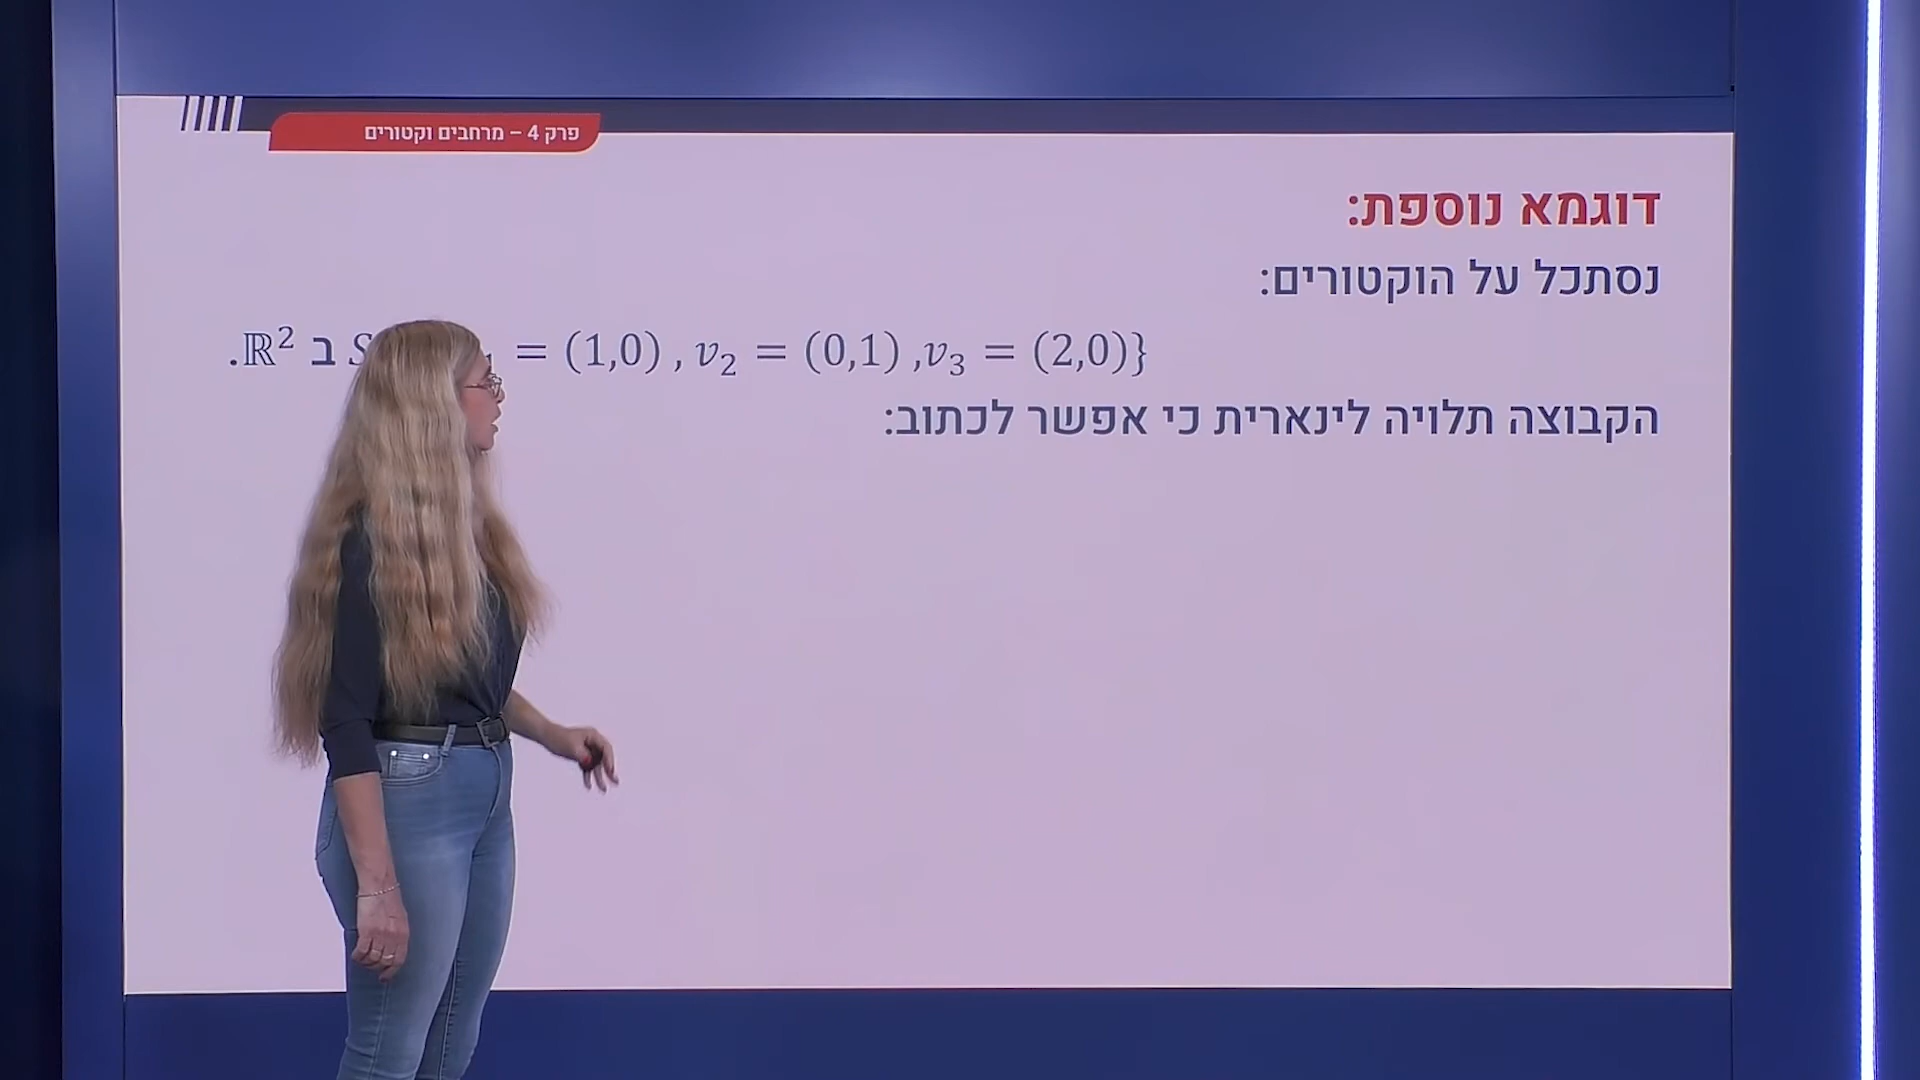 פרק 4 – מרחבים וקטורים
דוגמא נוספת:
נסתכל על הוקטורים:
= (1,0) , v₂ = (0,1) ,v₃ = (2,0)} ב ℝ².
הקבוצה תלויה לינארית כי אפשר לכתוב: